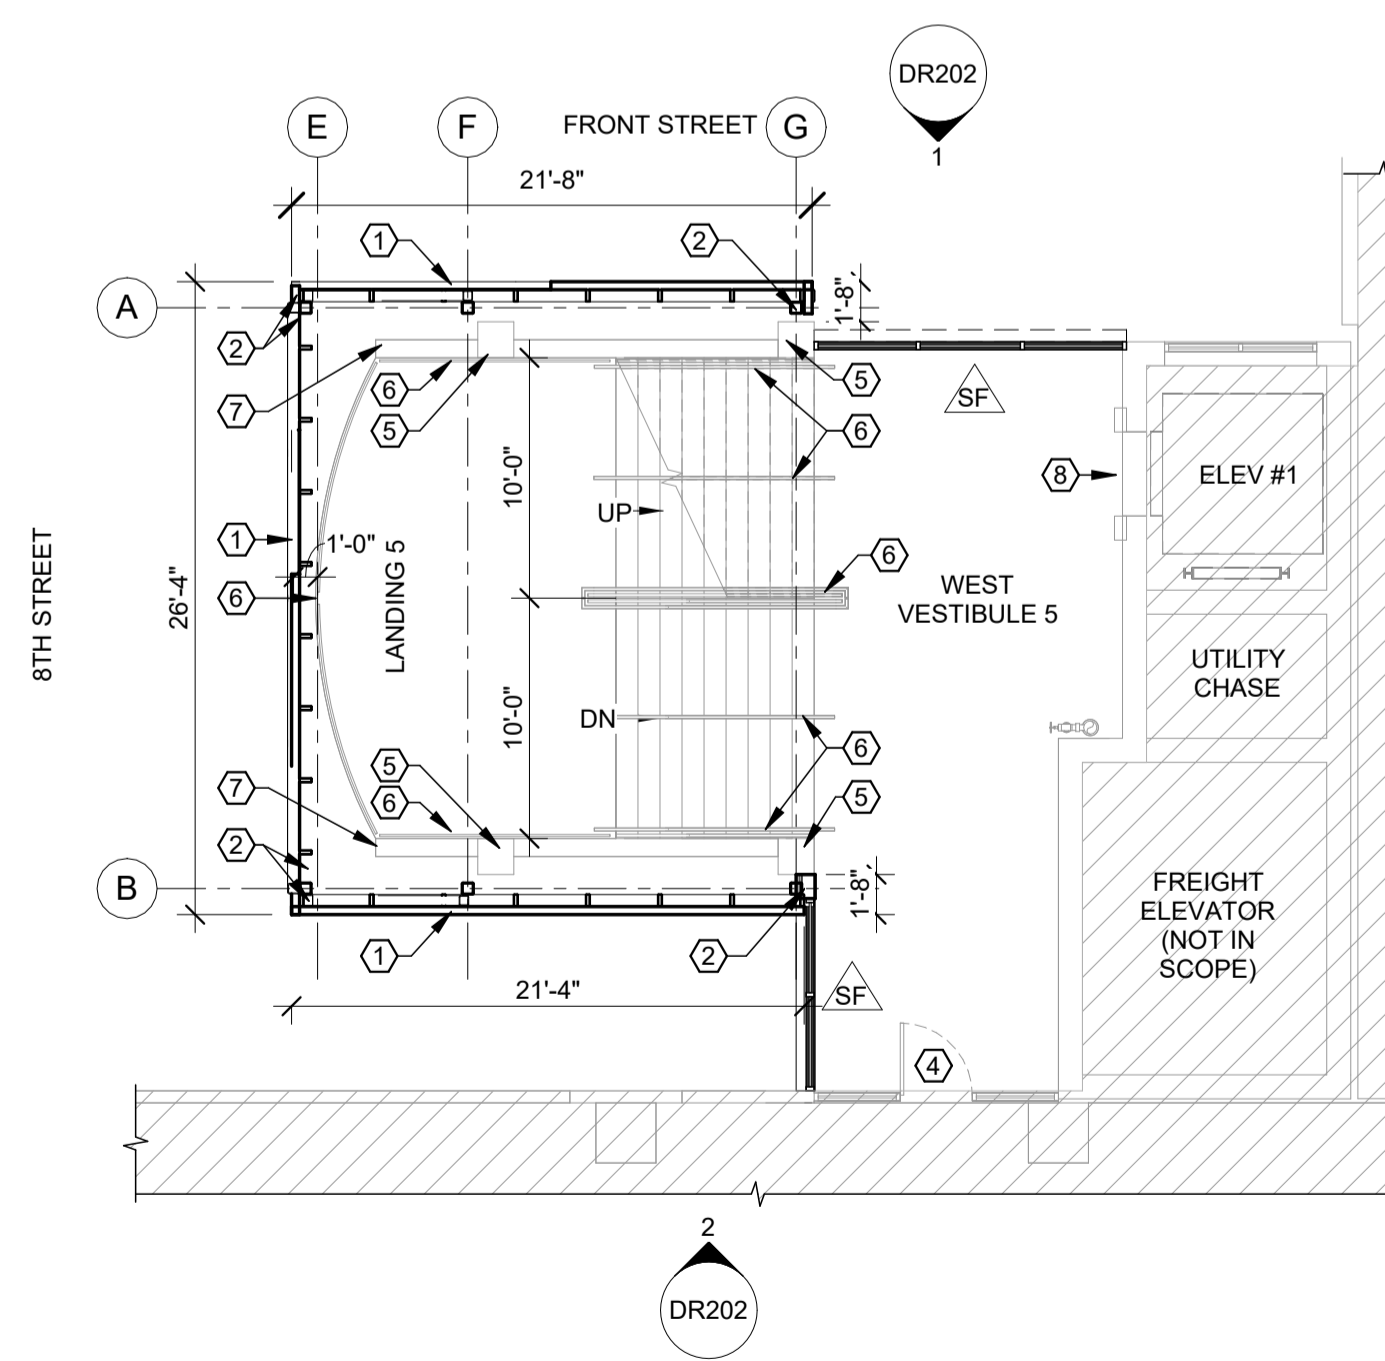 DR202
1
E
F
FRONT STREET
G
21'-8"
1
2
A
1'-8"
2
5
6
SF
7
5
6
10'-0"
8
ELEV #1
UP
1
1'-0"
8TH STREET
26'-4"
LANDING 5
6
6
WEST
VESTIBULE 5
UTILITY
CHASE
10'-0"
DN
6
5
7
6
5
2
B
1'-8"
FREIGHT
ELEVATOR
(NOT IN
SCOPE)
1
2
21'-4"
SF
4
2
DR202